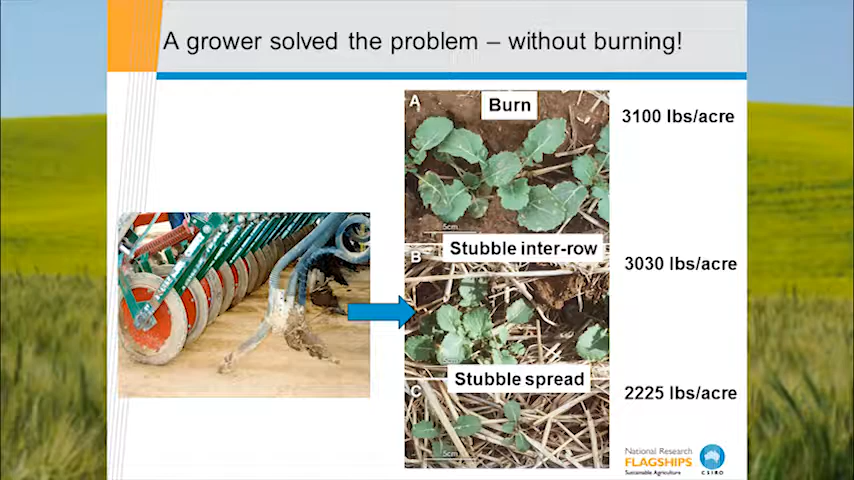 A grower solved the problem – without burning!
A
Burn
3100 lbs/acre
5cm
Stubble inter-row
B
3030 lbs/acre
5cm
Stubble spread
C
2225 lbs/acre
5cm
National Research
FLAGSHIPS
Sustainable Agriculture
CSIRO